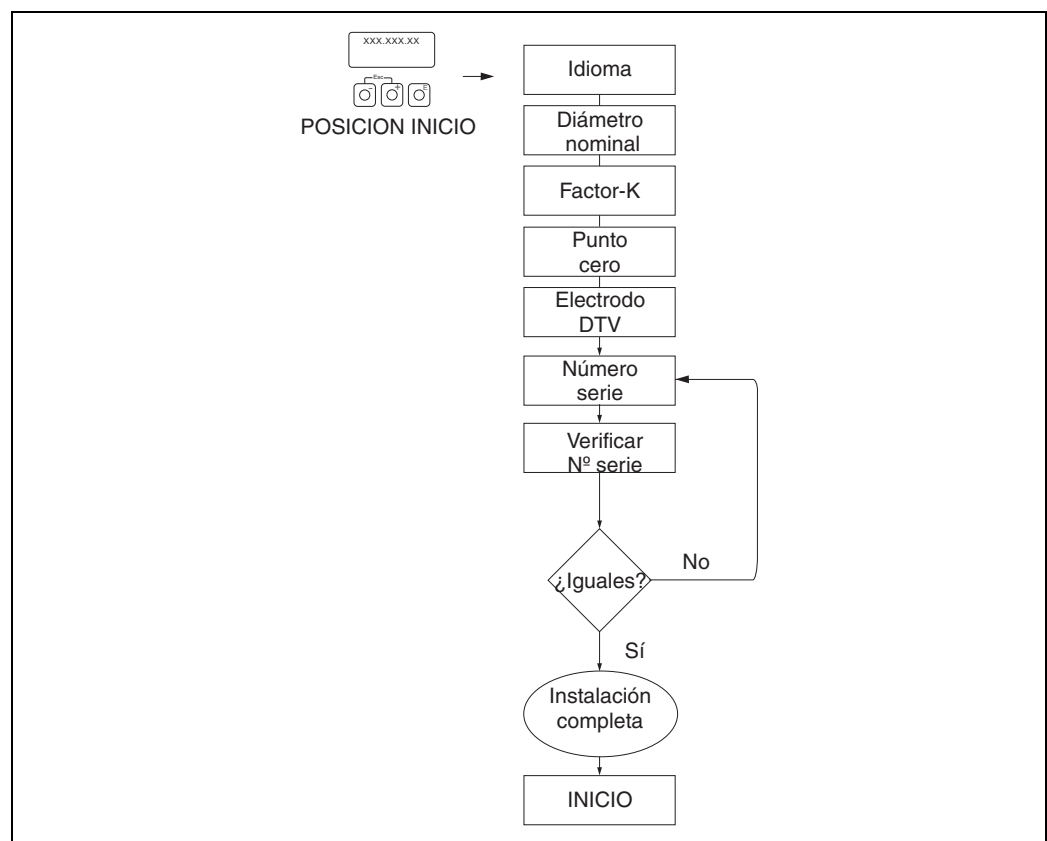 XXX.XXX.XX
Esc
- + E
POSICION INICIO
Idioma
Diámetro
nominal
Factor-K
Punto
cero
Electrodo
DTV
Número
serie
Verificar
Nº serie
¿Iguales?
No
Sí
Instalación
completa
INICIO